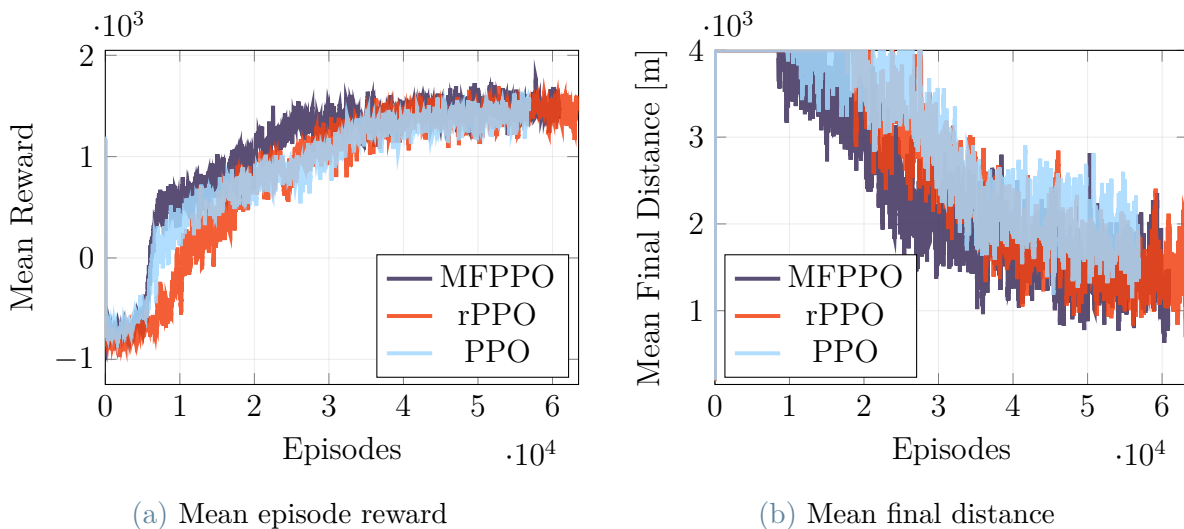 ·10³
2
1
0
−1
Mean Reward
0 1 2 3 4 5 6
Episodes
·10⁴
MFPPO
rPPO
PPO
(a) Mean episode reward
·10³
4
3
2
1
Mean Final Distance [m]
0 1 2 3 4 5 6
Episodes
·10⁴
MFPPO
rPPO
PPO
(b) Mean final distance